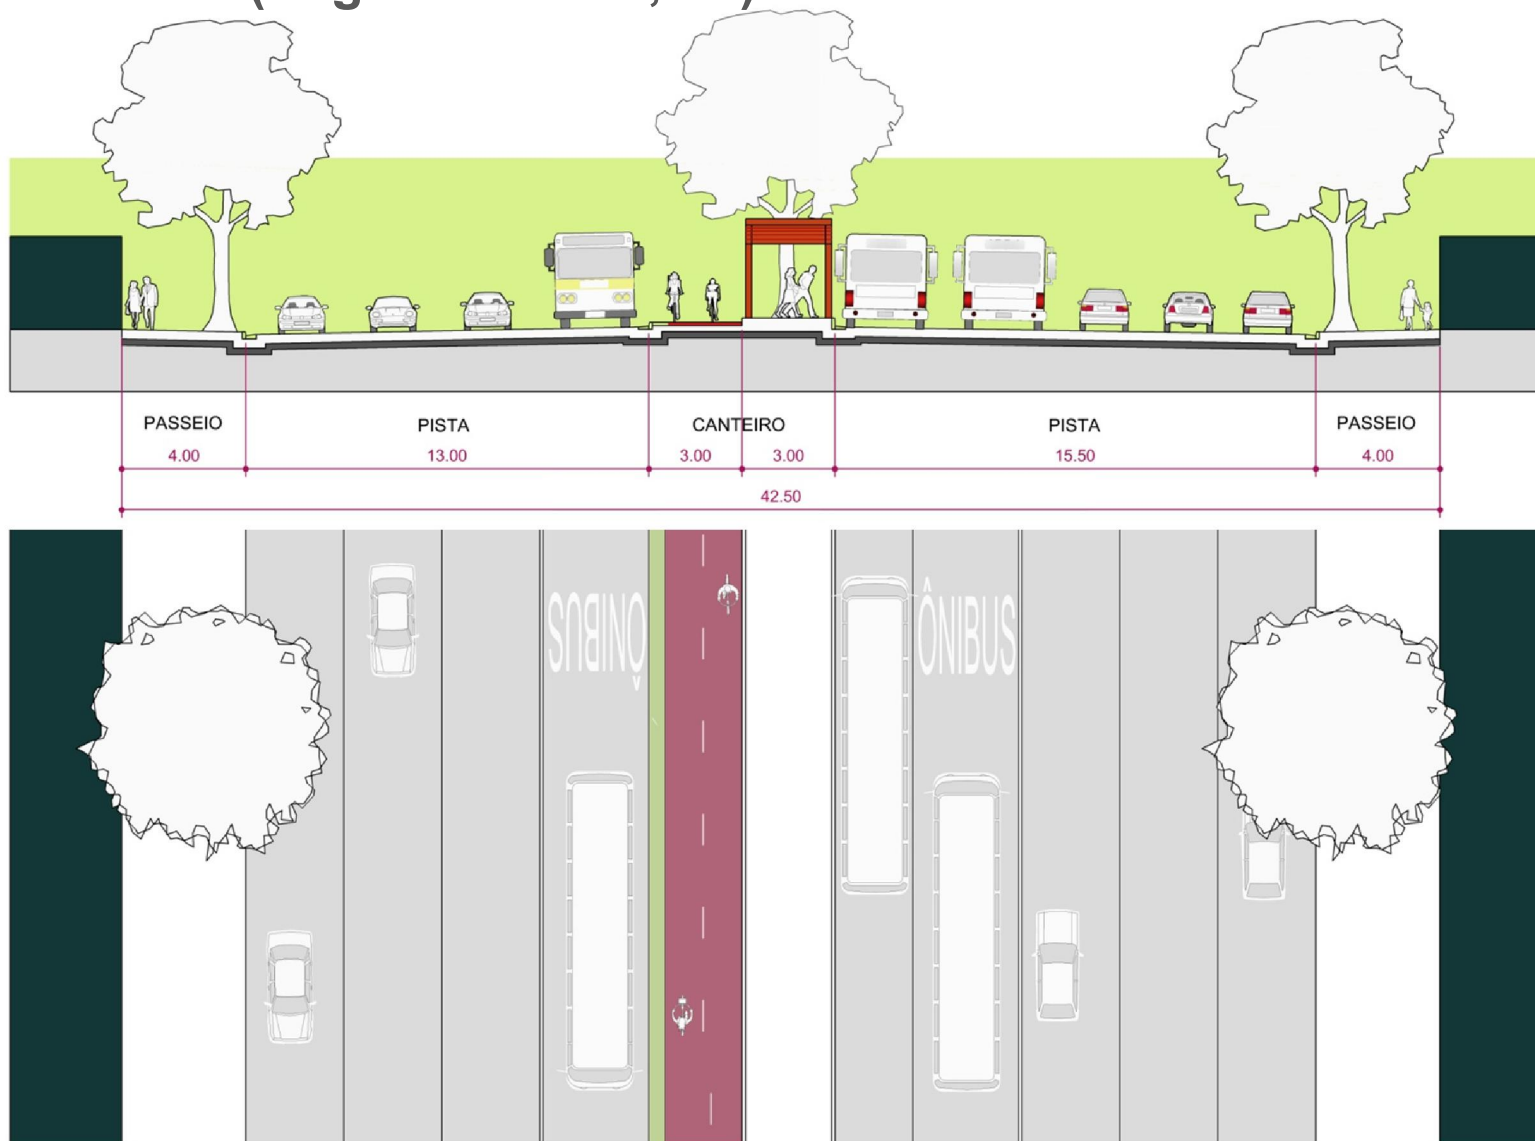 PASSEIO PISTA CANTEIRO PISTA PASSEIO
4.00 13.00 3.00 3.00 15.50 4.00
42.50
ÔNIBUS ÔNIBUS